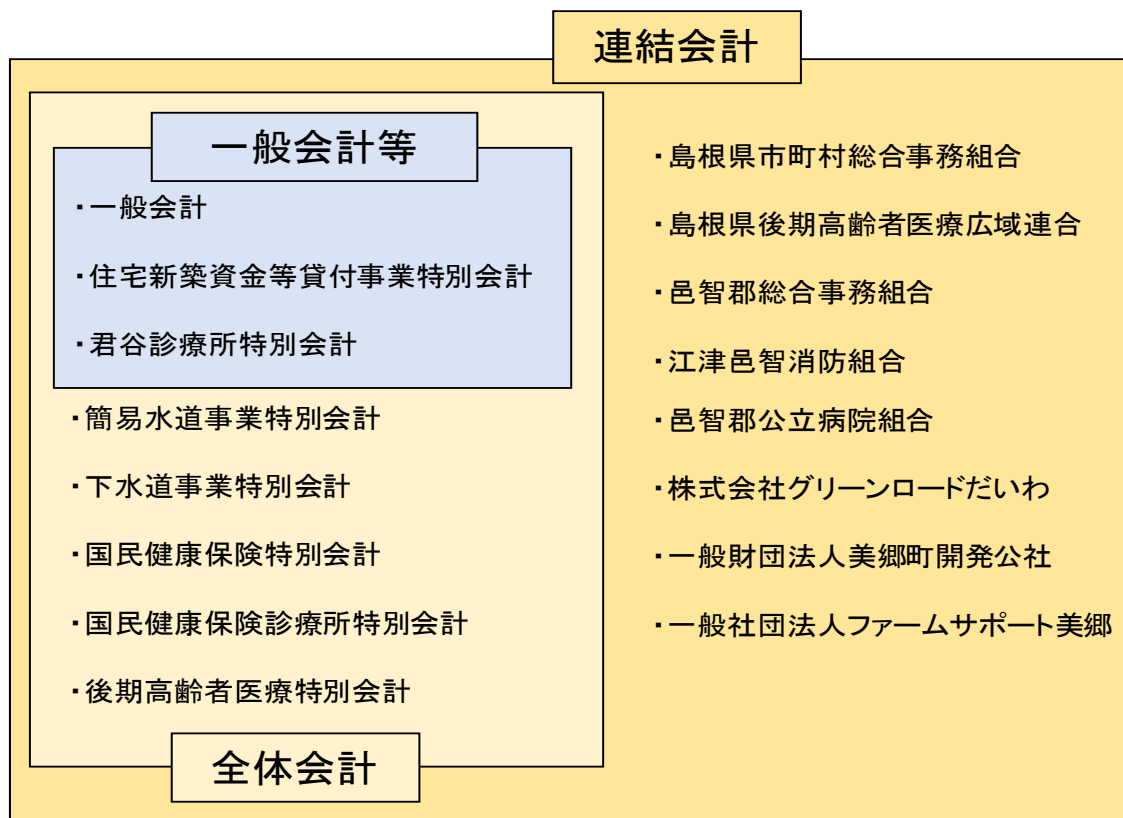 連結会計
一般会計等
・一般会計
・住宅新築資金等貸付事業特別会計
・君谷診療所特別会計
・簡易水道事業特別会計
・下水道事業特別会計
・国民健康保険特別会計
・国民健康保険診療所特別会計
・後期高齢者医療特別会計
全体会計
・島根県市町村総合事務組合
・島根県後期高齢者医療広域連合
・邑智郡総合事務組合
・江津邑智消防組合
・邑智郡公立病院組合
・株式会社グリーンロードだいわ
・一般財団法人美郷町開発公社
・一般社団法人ファームサポート美郷